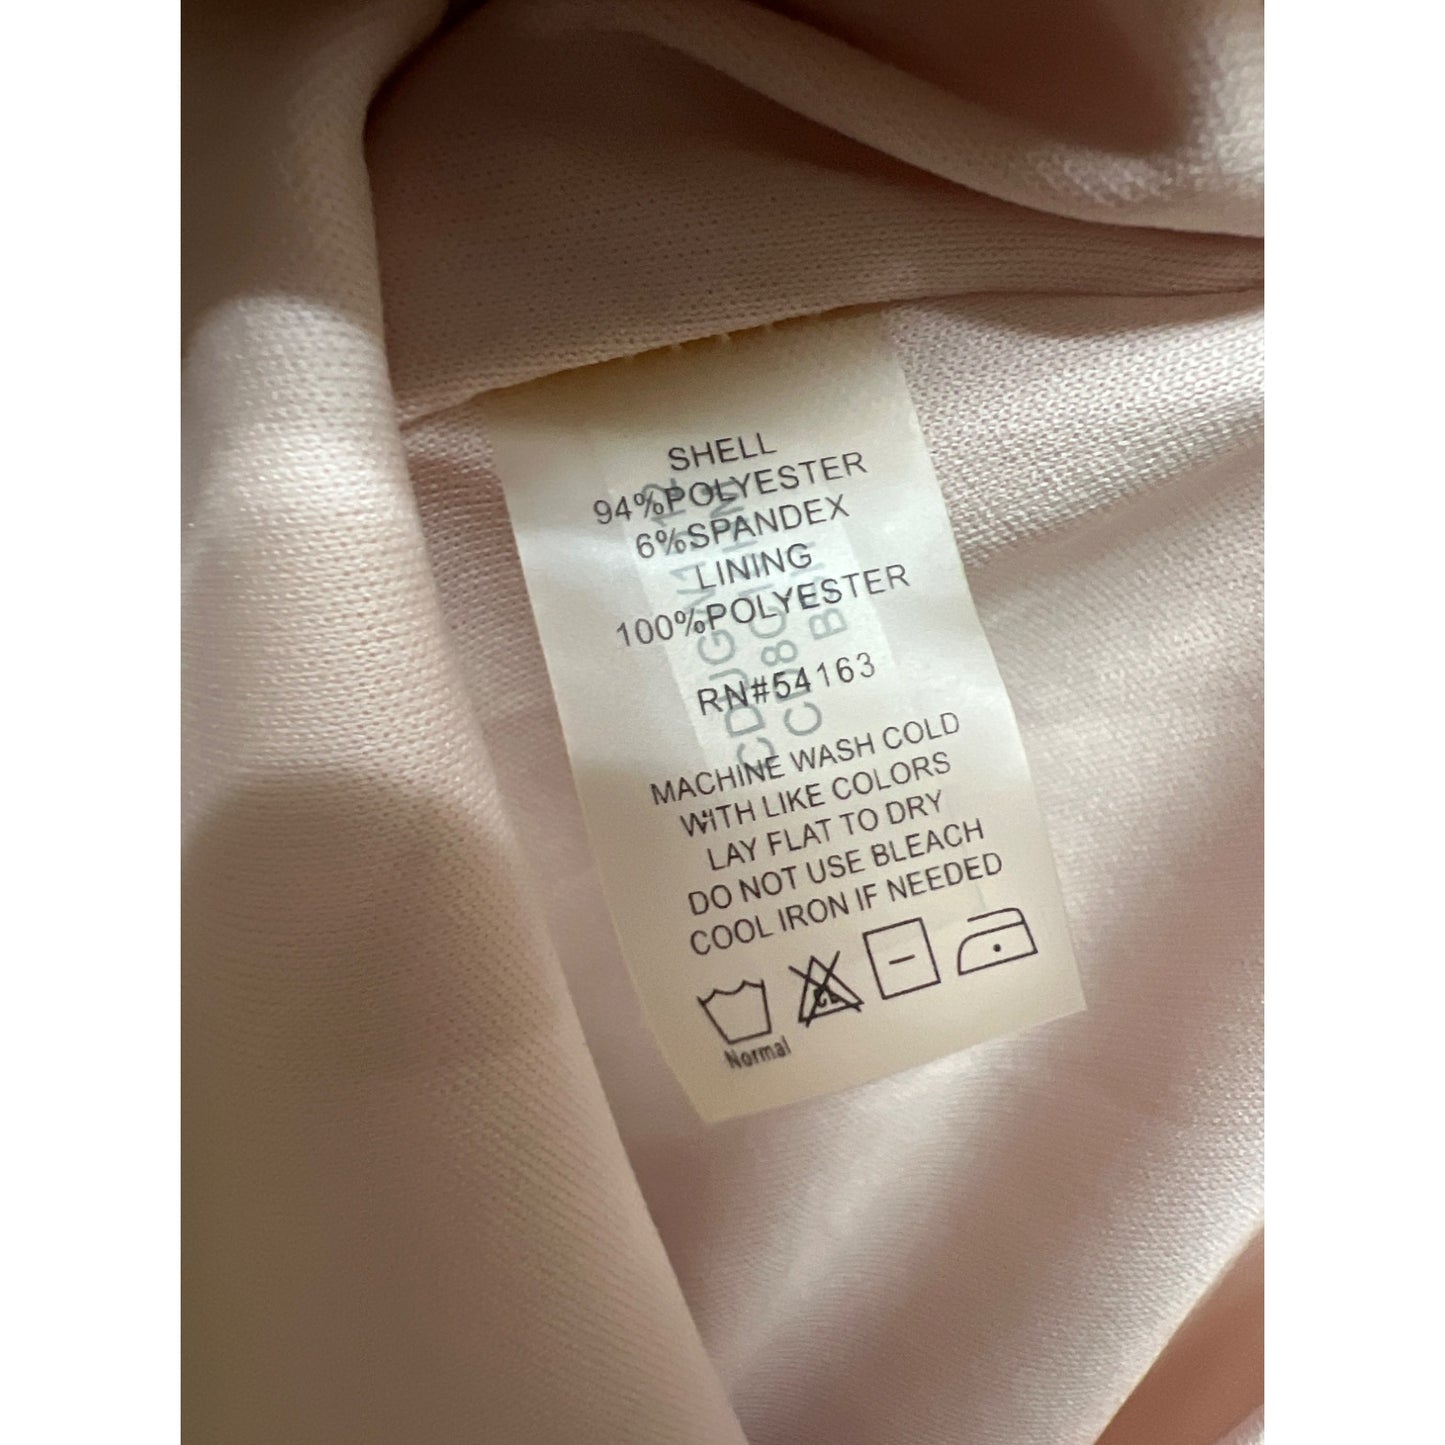 SHELL
94%POLYESTER
6%SPANDEX
LINING
100%POLYESTER
RN#54163
MACHINE WASH COLD
WITH LIKE COLORS
LAY FLAT TO DRY
DO NOT USE BLEACH
COOL IRON IF NEEDED
CL
Normal